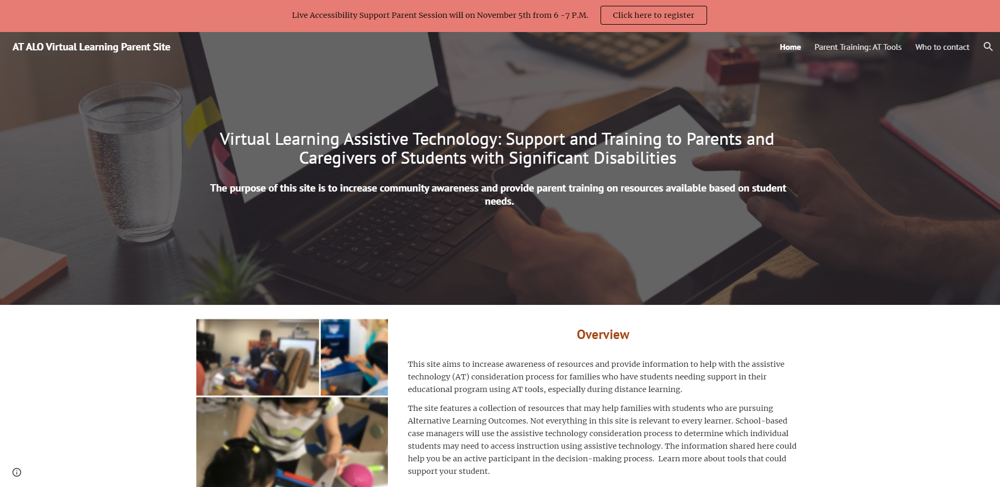 Live Accessibility Support Parent Session will on November 5th from 6 -7 P.M.
Click here to register
AT ALO Virtual Learning Parent Site
Home
Parent Training: AT Tools
Who to contact
Virtual Learning Assistive Technology: Support and Training to Parents and
Caregivers of Students with Significant Disabilities
The purpose of this site is to increase community awareness and provide parent training on resources available based on student
needs.
Overview
This site aims to increase awareness of resources and provide information to help with the assistive
technology (AT) consideration process for families who have students needing support in their
educational program using AT tools, especially during distance learning.
The site features a collection of resources that may help families with students who are pursuing
Alternative Learning Outcomes. Not everything in this site is relevant to every learner. School-based
case managers will use the assistive technology consideration process to determine which individual
students may need to access instruction using assistive technology. The information shared here could
help you be an active participant in the decision-making process.  Learn more about tools that could
support your student.